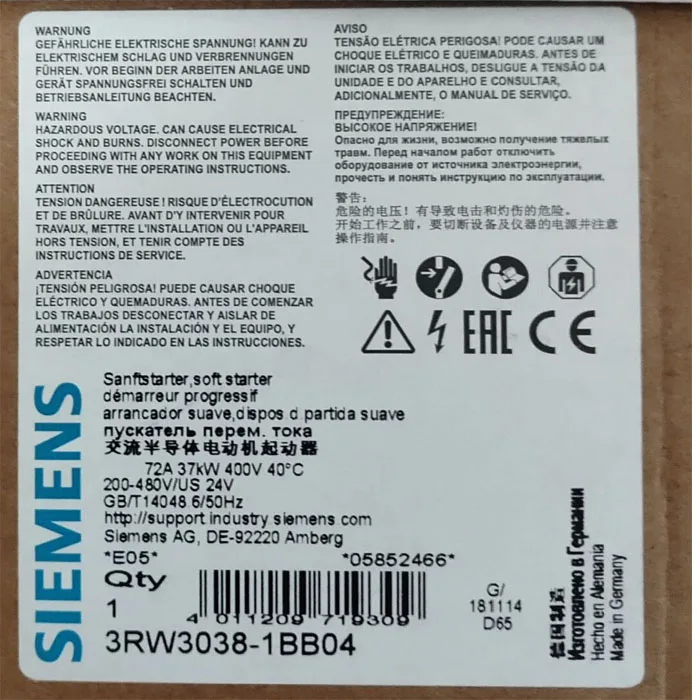 WARNUNG
GEFÄHRLICHE ELEKTRISCHE SPANNUNG! KANN ZU
ELEKTRISCHEM SCHLAG UND VERBRENNUNGEN
FÜHREN. VOR BEGINN DER ARBEITEN ANLAGE UND
GERÄT SPANNUNGSFREI SCHALTEN UND
BETRIEBSANLEITUNG BEACHTEN.
WARNING
HAZARDOUS VOLTAGE. CAN CAUSE ELECTRICAL
SHOCK AND BURNS. DISCONNECT POWER BEFORE
PROCEEDING WITH ANY WORK ON THIS EQUIPMENT
AND OBSERVE THE OPERATING INSTRUCTIONS.
ATTENTION
TENSION DANGEREUSE ! RISQUE D'ÉLECTROCUTION
ET DE BRÛLURE. AVANT D'Y INTERVENIR POUR
TRAVAUX, METTRE L'INSTALLATION OU L'APPAREIL
HORS TENSION, ET TENIR COMPTE DES
INSTRUCTIONS DE SERVICE.
ADVERTENCIA
¡TENSIÓN PELIGROSA! PUEDE CAUSAR CHOQUE
ELÉCTRICO Y QUEMADURAS. ANTES DE COMENZAR
LOS TRABAJOS DESCONECTAR Y AISLAR DE
ALIMENTACIÓN LA INSTALACIÓN Y EL EQUIPO, Y
RESPETAR LO INDICADO EN LAS INSTRUCCIONES.
AVISO
TENSÃO ELÉTRICA PERIGOSA! PODE CAUSAR UM
CHOQUE ELÉTRICO E QUEIMADURAS. ANTES DE
INICIAR OS TRABALHOS, DESLIGUE A TENSÃO DA
UNIDADE E DO APARELHO E CONSULTAR,
ADICIONALMENTE, O MANUAL DE SERVIÇO.
ПРЕДУПРЕЖДЕНИЕ:
ВЫСОКОЕ НАПРЯЖЕНИЕ!
Опасно для жизни, возможно получение тяжелых
травм. Перед началом работ отключить
оборудование от источника электроэнергии,
прочесть и понять инструкцию по эксплуатации.
警告:
危险的电压! 有导致电击和灼伤的危险。
开始工作之前, 要切断设备及仪器的电源并注意
操作指南。
EAC CE
SIEMENS
Sanftstarter,soft starter
démarreur progressif
arrancador suave,dispos d partida suave
пускатель перем. тока
交流半导体电动机起动器
72A 37kW 400V 40°C
200-480V/US 24V
GB/T14048 6/50Hz
http://support.industry.siemens.com
Siemens AG, DE-92220 Amberg
*E05* *05852466*
Qty
1
4 011209 719309
3RW3038-1BB04
G/
181114
D65
德国制造
Изготовлено в Германии
Hecho en Alemania
Made in Germany